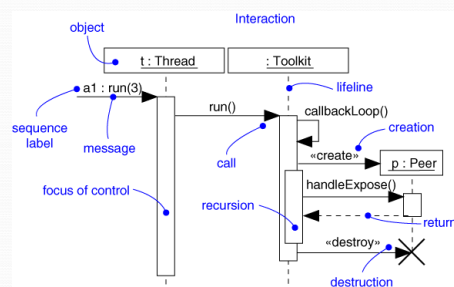 Interaction
object
t : Thread
: Toolkit
a1 : run(3)
lifeline
run()
callbackLoop()
sequence
label
message
call
creation
«create»
p : Peer
focus of control
recursion
handleExpose()
return
«destroy»
destruction